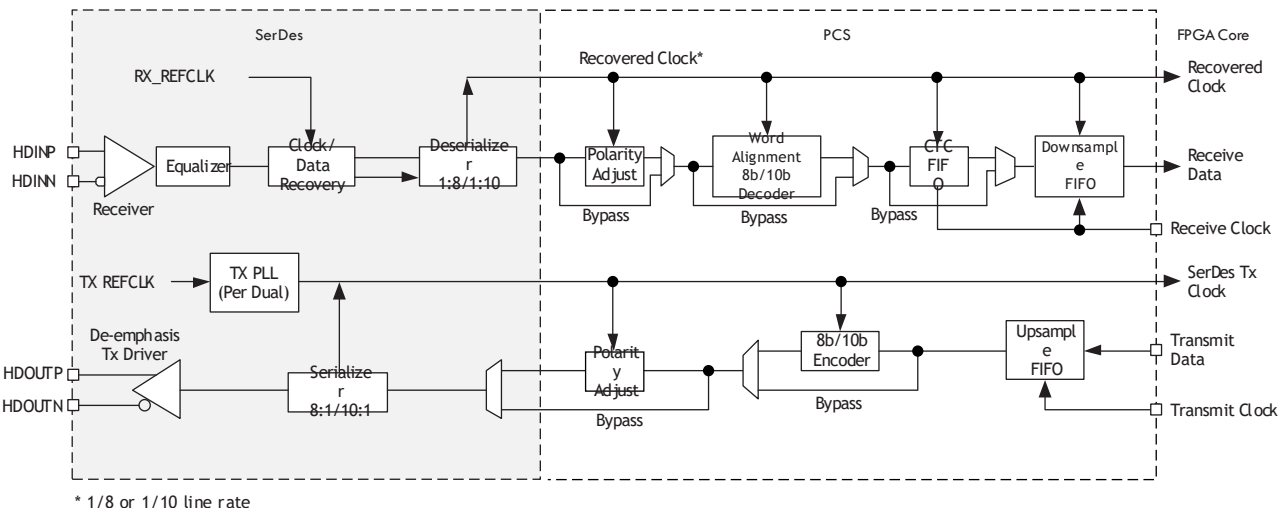 SerDes
PCS
FPGA Core
Recovered Clock*
RX_REFCLK
Recovered
Clock
HDINP
HDINN
Receiver
Equalizer
Clock/
Data
Recovery
Deserialize
r
1:8/1:10
Polarity
Adjust
Bypass
Word
Alignment
8b/10b
Decoder
Bypass
CTC
FIF
O
Bypass
Downsampl
e
FIFO
Receive
Data
Receive Clock
TX REFCLK
TX PLL
(Per Dual)
SerDes Tx
Clock
De-emphasis
Tx Driver
HDOUTP
HDOUTN
Serialize
r
8:1/10:1
Polarit
y
Adjust
Bypass
8b/10b
Encoder
Bypass
Upsampl
e
FIFO
Transmit
Data
Transmit Clock
* 1/8 or 1/10 line rate